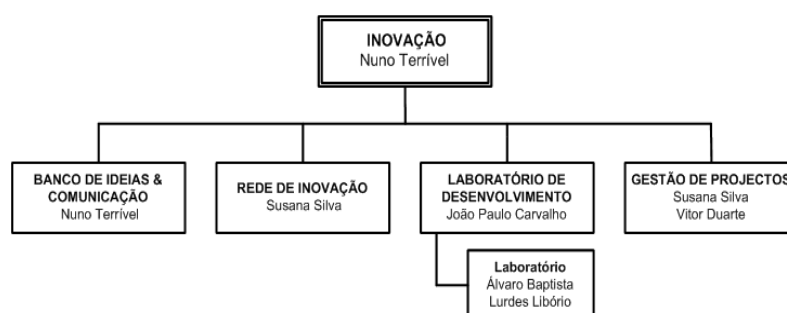 INOVAÇÃO
Nuno Terrível
BANCO DE IDEIAS &
COMUNICAÇÃO
Nuno Terrível
REDE DE INOVAÇÃO
Susana Silva
LABORATÓRIO DE
DESENVOLVIMENTO
João Paulo Carvalho
GESTÃO DE PROJECTOS
Susana Silva
Vitor Duarte
Laboratório
Álvaro Baptista
Lurdes Libório